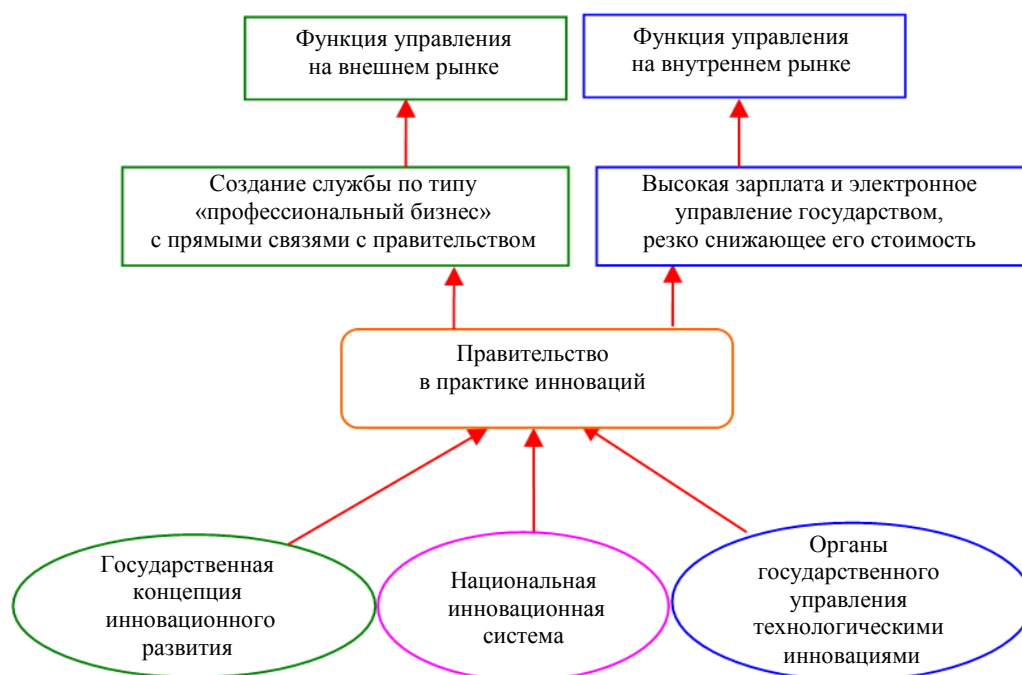 Функция управления
на внешнем рынке
Функция управления
на внутреннем рынке
Создание службы по типу
«профессиональный бизнес»
с прямыми связями с правительством
Высокая зарплата и электронное
управление государством,
резко снижающее его стоимость
Правительство
в практике инноваций
Государственная
концепция
инновационного
развития
Национальная
инновационная
система
Органы
государственного
управления
технологическими
инновациями